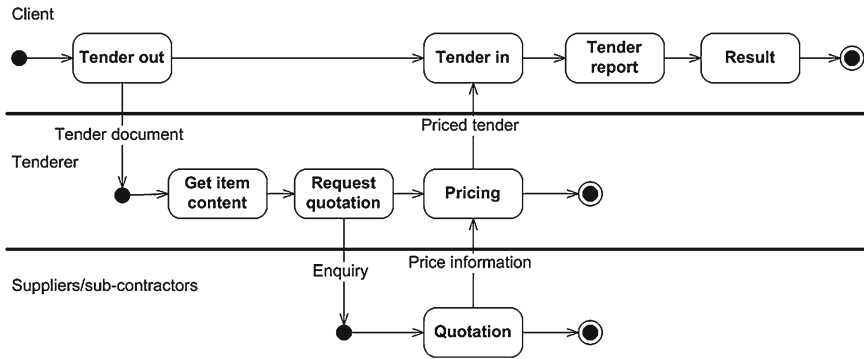 Client
Tender out
Tender in
Tender
report
Result
Tender document
Priced tender
Tenderer
Get item
content
Request
quotation
Pricing
Enquiry
Price information
Suppliers/sub-contractors
Quotation